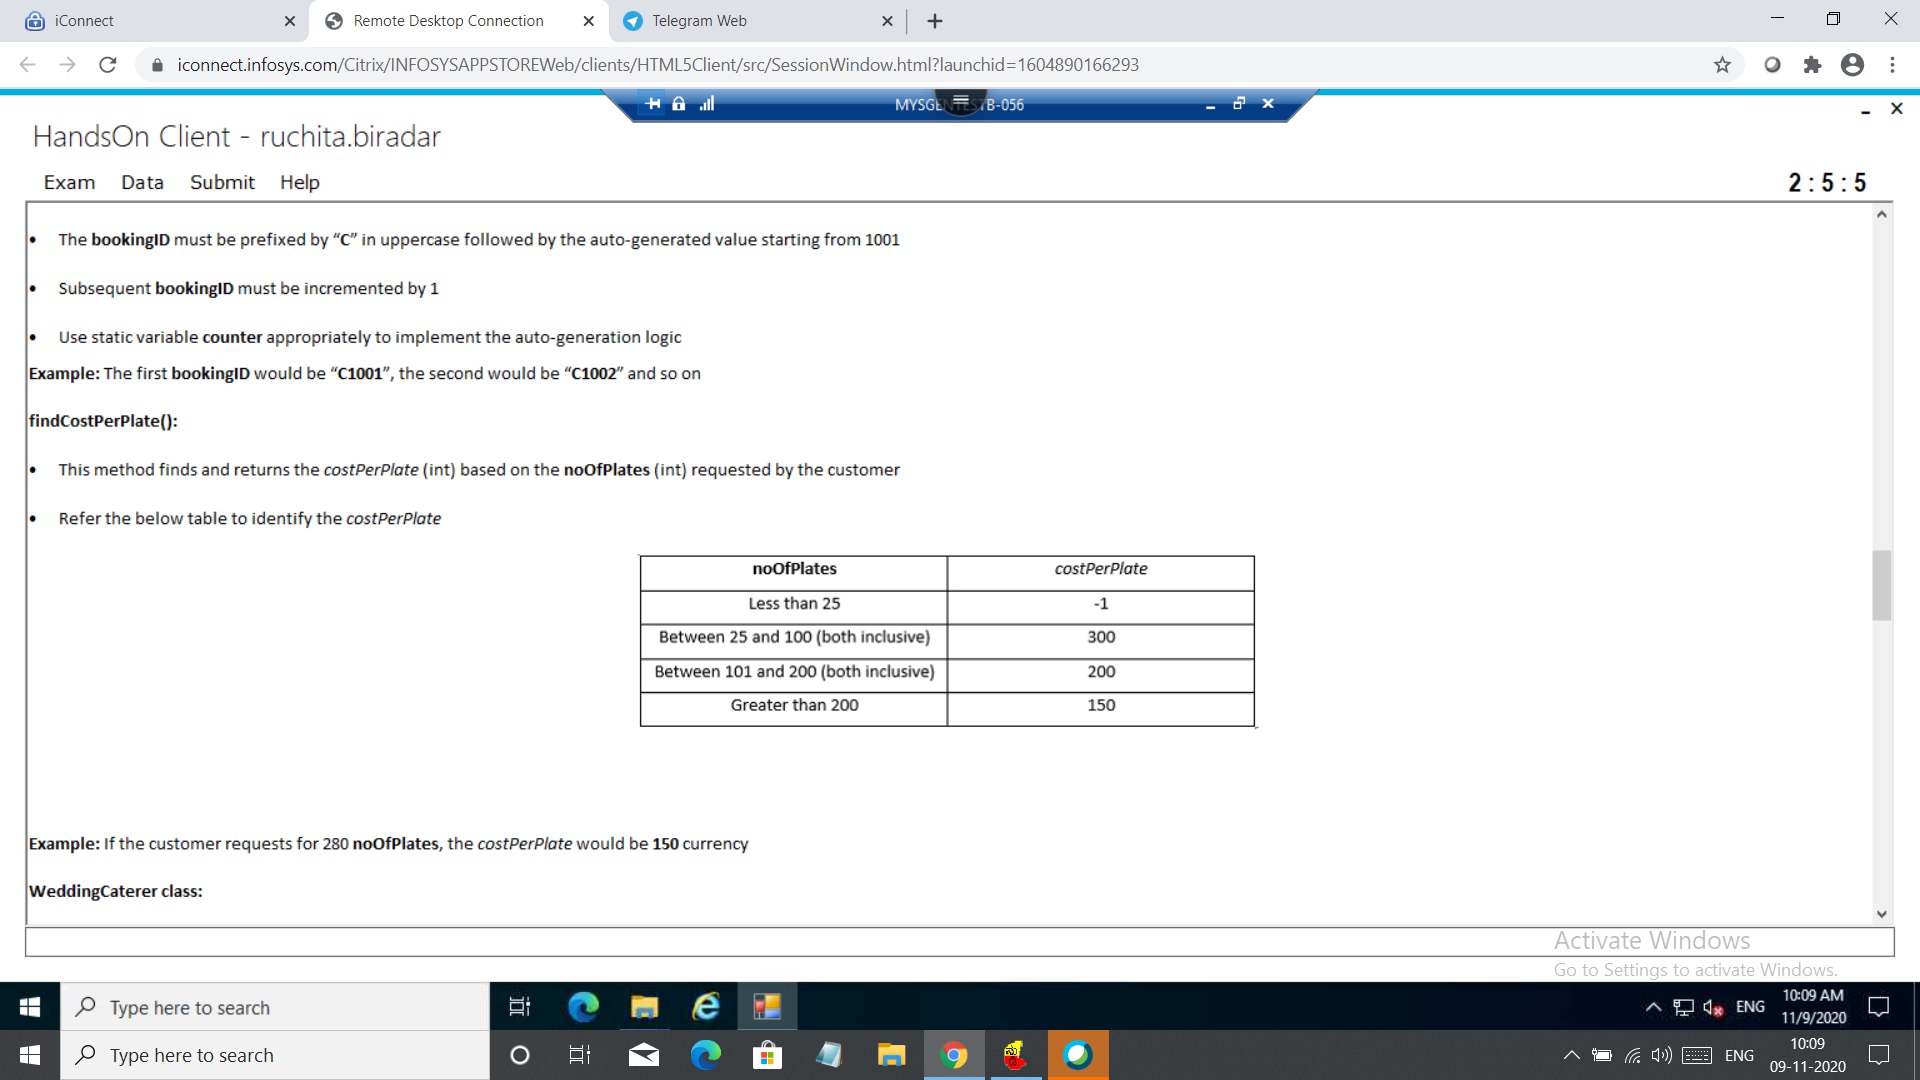 iConnect
Remote Desktop Connection
Telegram Web
iconnect.infosys.com/Citrix/INFOSYSAPPSTOREWeb/clients/HTML5Client/src/SessionWindow.html?launchid=1604890166293
B-056
HandsOn Client - ruchita.biradar
Exam Data Submit Help
2 : 5 : 5
• The bookingID must be prefixed by “C” in uppercase followed by the auto-generated value starting from 1001
• Subsequent bookingID must be incremented by 1
• Use static variable counter appropriately to implement the auto-generation logic
Example: The first bookingID would be “C1001”, the second would be “C1002” and so on
findCostPerPlate():
• This method finds and returns the costPerPlate (int) based on the noOfPlates (int) requested by the customer
• Refer the below table to identify the costPerPlate
noOfPlates costPerPlate
Less than 25 -1
Between 25 and 100 (both inclusive) 300
Between 101 and 200 (both inclusive) 200
Greater than 200 150
Example: If the customer requests for 280 noOfPlates, the costPerPlate would be 150 currency
WeddingCaterer class:
Activate Windows
Go to Settings to activate Windows.
Type here to search
ENG
10:09 AM
11/9/2020
Type here to search
ENG
10:09
09-11-2020